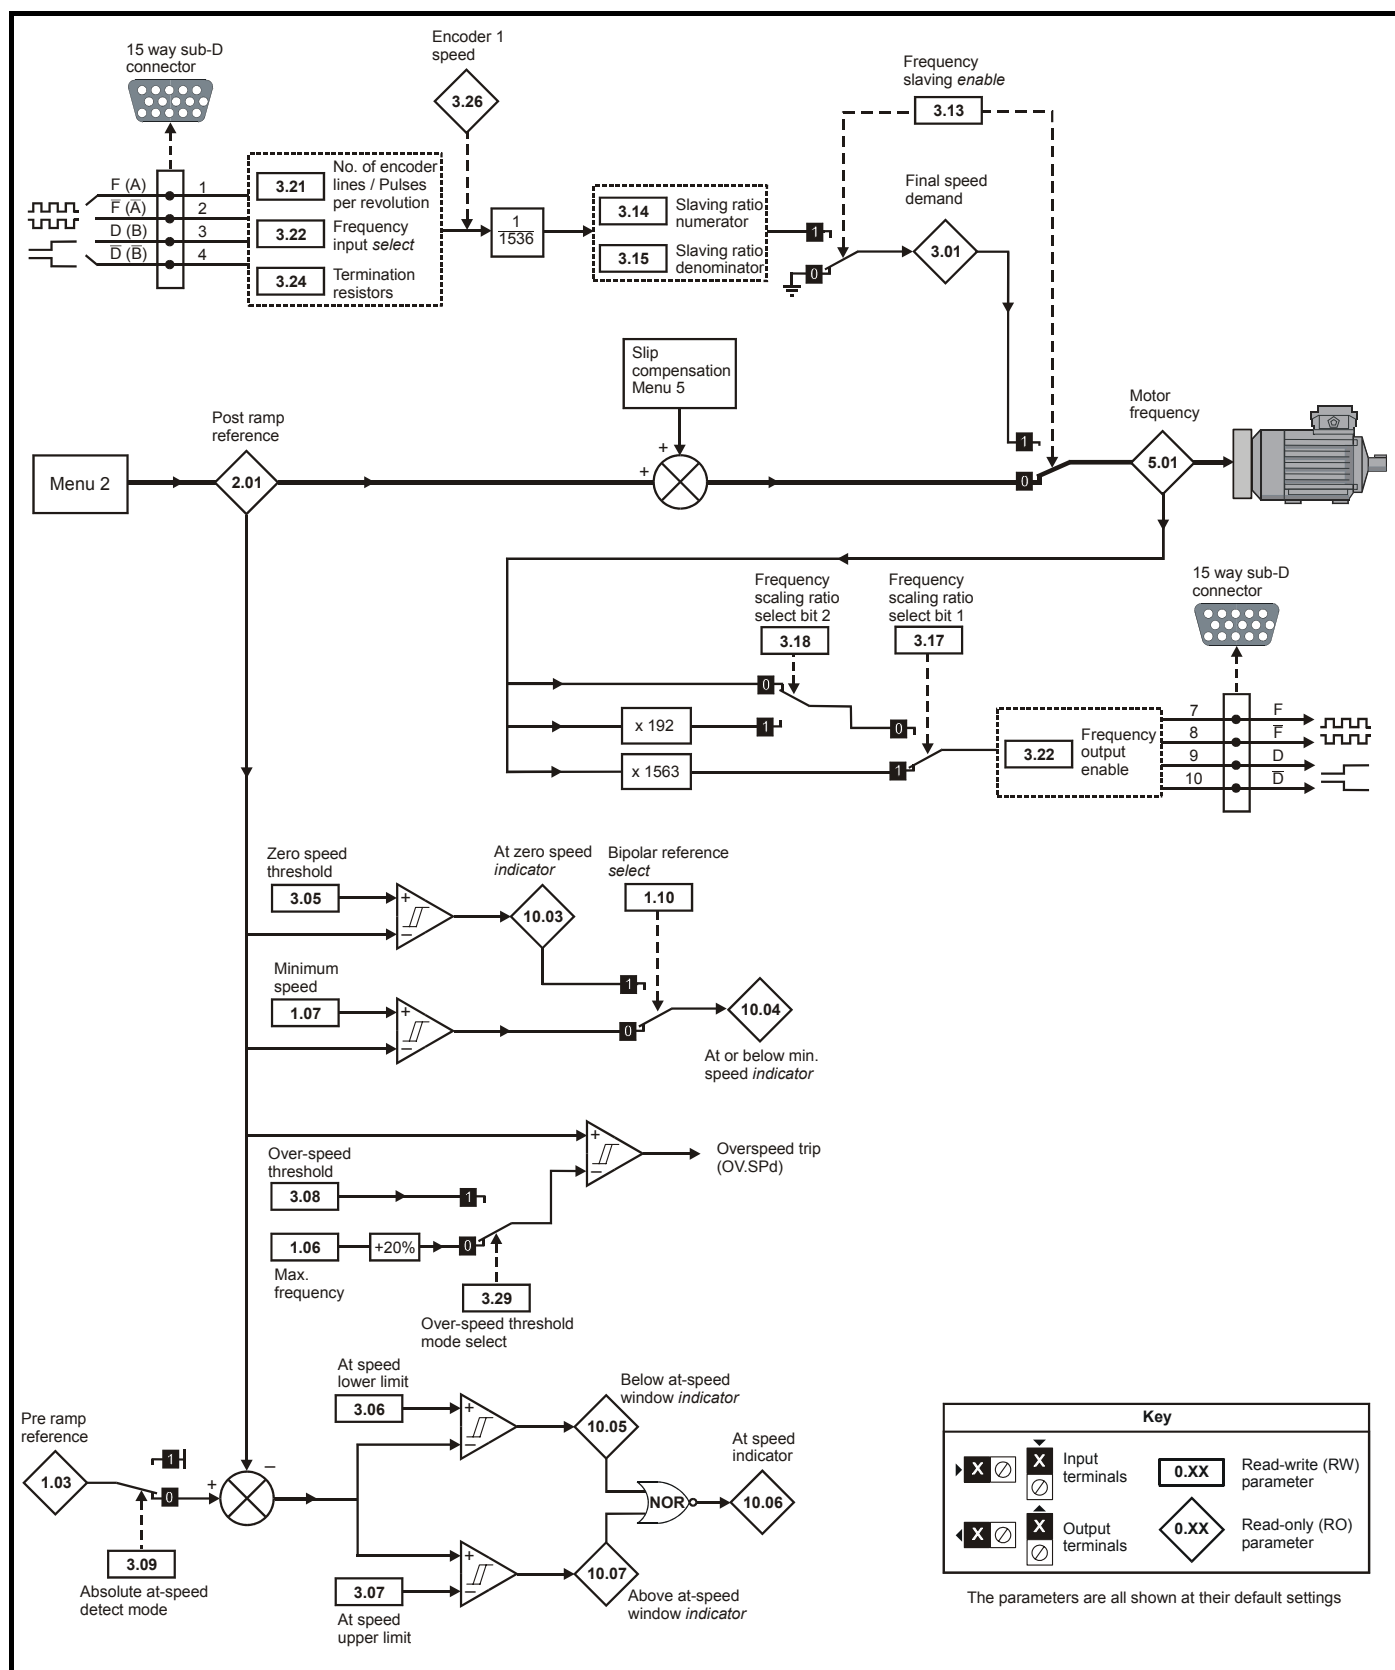 15 way sub-D
connector
Encoder 1
speed
3.26
Frequency
slaving enable
3.13
F (A)
1
F̅ (A̅)
2
D (B)
3
D̅ (B̅)
4
3.21
No. of encoder
lines / Pulses
per revolution
3.22
Frequency
input select
3.24
Termination
resistors
1
1536
3.14
Slaving ratio
numerator
3.15
Slaving ratio
denominator
1
0
Final speed
demand
3.01
Slip
compensation
Menu 5
Post ramp
reference
Menu 2
2.01
+
+
1
0
Motor
frequency
5.01
Frequency
scaling ratio
select bit 2
3.18
Frequency
scaling ratio
select bit 1
3.17
15 way sub-D
connector
0
x 192
1
0
x 1563
1
3.22
Frequency
output
enable
7
F
8
F̅
9
D
10
D̅
Zero speed
threshold
3.05
+
−
At zero speed
indicator
10.03
Bipolar reference
select
1.10
Minimum
speed
1.07
+
−
1
0
10.04
At or below min.
speed indicator
Over-speed
threshold
3.08
1
1.06
+20%
0
Max.
frequency
3.29
Over-speed threshold
mode select
+
−
Overspeed trip
(OV.SPd)
At speed
lower limit
3.06
+
−
Below at-speed
window indicator
10.05
Pre ramp
reference
1.03
1
0
+
−
3.09
Absolute at-speed
detect mode
NOR
At speed
indicator
10.06
+
−
3.07
At speed
upper limit
10.07
Above at-speed
window indicator
Key
X
X
Input
terminals
0.XX
Read-write (RW)
parameter
X
X
Output
terminals
0.XX
Read-only (RO)
parameter
The parameters are all shown at their default settings